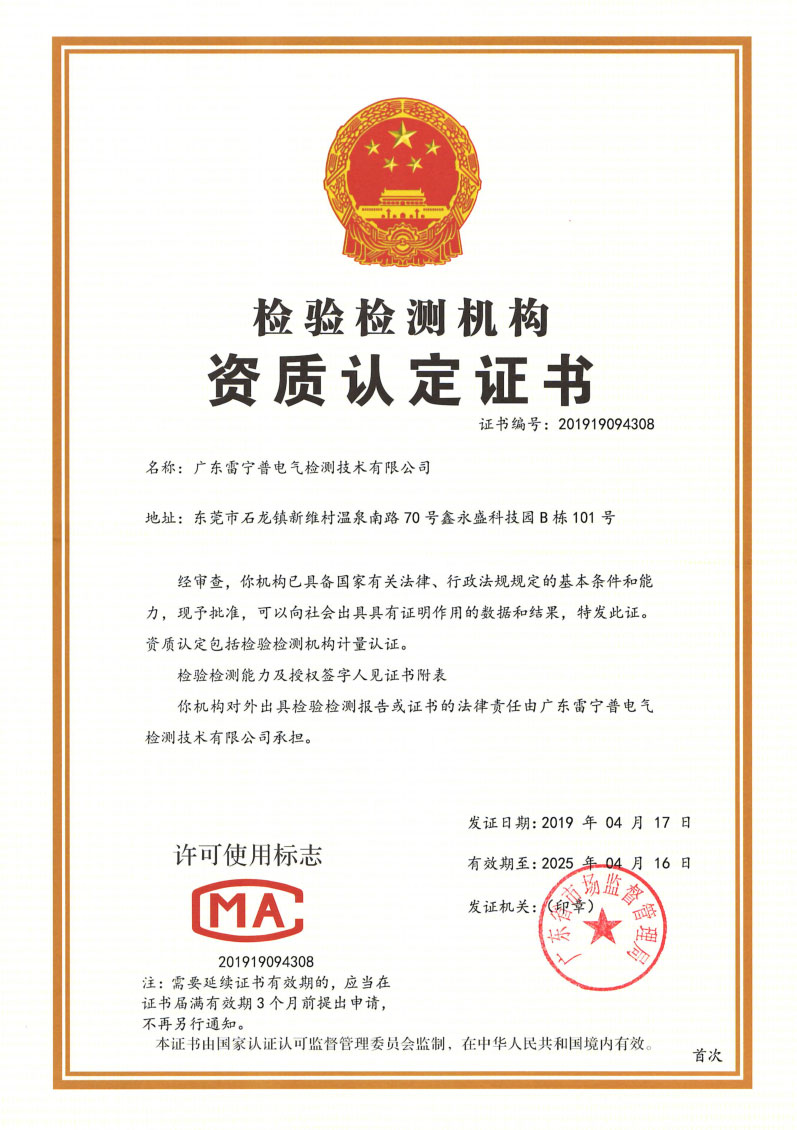 检验检测机构
资质认定证书
证书编号：201919094308
名称：广东雷宁普电气检测技术有限公司
地址：东莞市石龙镇新维村温泉南路70号鑫永盛科技园B栋101号
经审查，你机构已具备国家有关法律、行政法规规定的基本条件和能
力，现予批准，可以向社会出具具有证明作用的数据和结果，特发此证。
资质认定包括检验检测机构计量认证。
检验检测能力及授权签字人见证书附表
你机构对外出具检验检测报告或证书的法律责任由广东雷宁普电气
检测技术有限公司承担。
发证日期：2019 年 04 月 17 日
有效期至：2025 年 04 月 16 日
发证机关：（印章）
广东省市场监督管理局
许可使用标志
MA
201919094308
注：需要延续证书有效期的，应当在
证书届满有效期3个月前提出申请，
不再另行通知。
本证书由国家认证认可监督管理委员会监制，在中华人民共和国境内有效。
首次